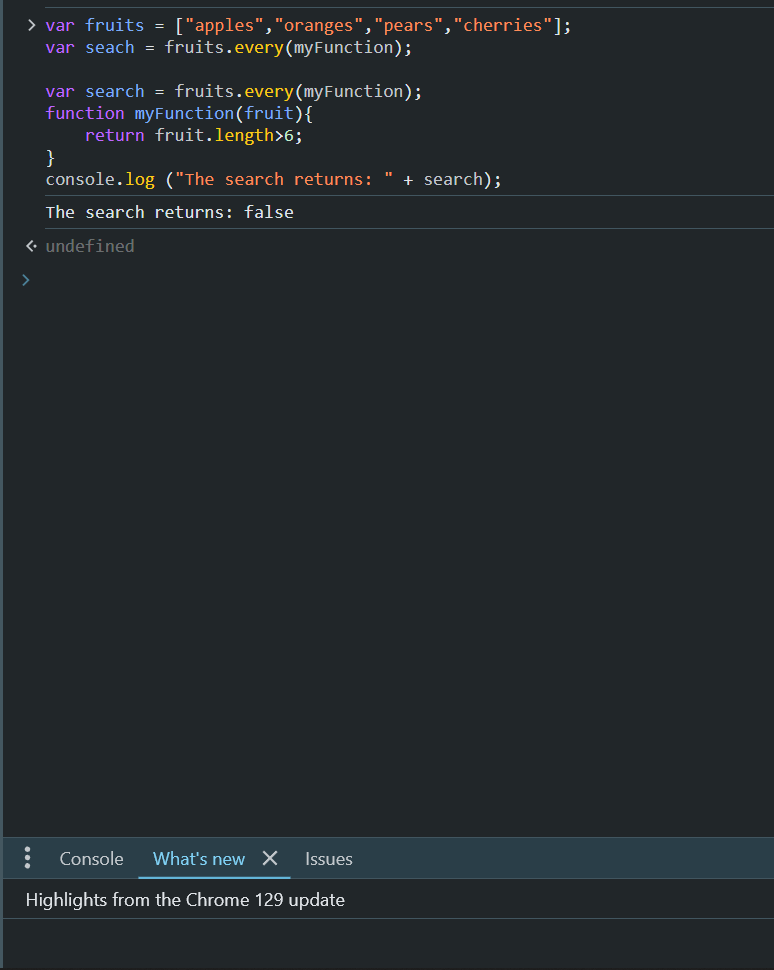 var fruits = ["apples","oranges","pears","cherries"];
var seach = fruits.every(myFunction);
var search = fruits.every(myFunction);
function myFunction(fruit){
    return fruit.length>6;
}
console.log ("The search returns: " + search);
The search returns: false
undefined
Console What's new Issues
Highlights from the Chrome 129 update